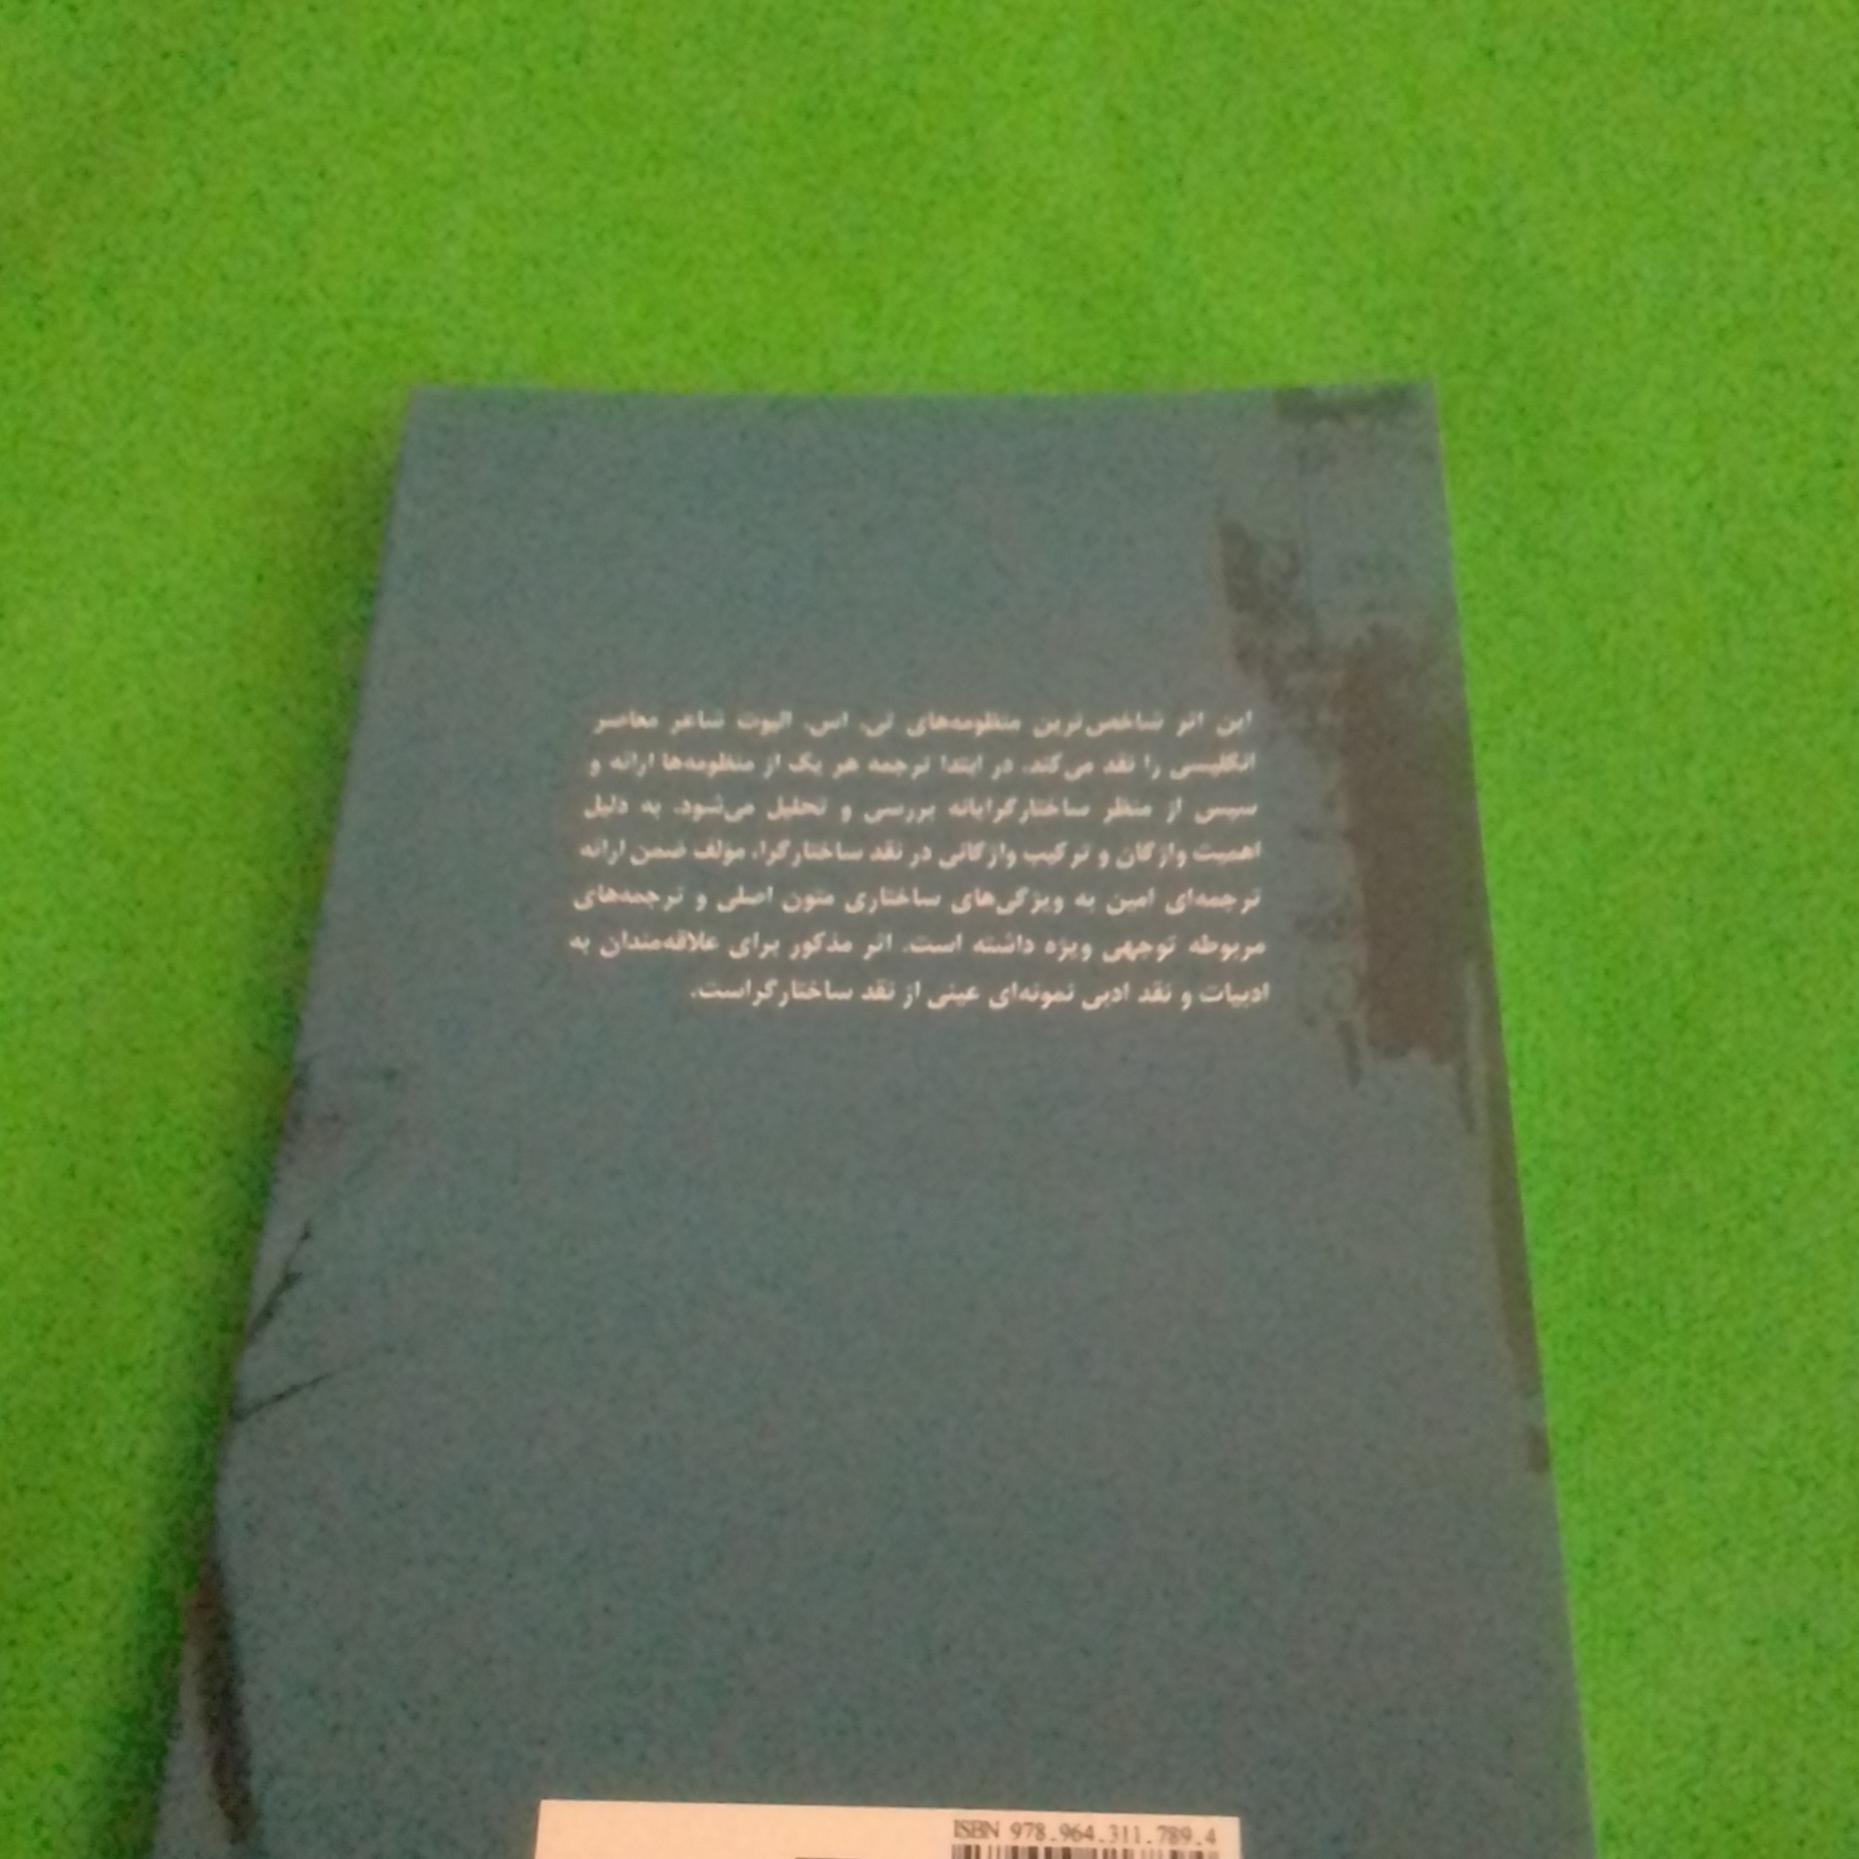 این اثر شاخص‌ترین منظومه‌های تی. اس. الیوت شاعر معاصر
انگلیسی را نقد می‌کند. در ابتدا ترجمه هر یک از منظومه‌ها ارائه و
سپس از منظر ساختارگرایانه بررسی و تحلیل می‌شود. به دلیل
اهمیت واژگان و ترکیب واژگانی در نقد ساختارگرا، مولف ضمن ارائه
ترجمه‌ای امین به ویژگی‌های ساختاری متون اصلی و ترجمه‌های
مربوطه توجهی ویژه داشته است. اثر مذکور برای علاقه‌مندان به
ادبیات و نقد ادبی نمونه‌ای عینی از نقد ساختارگراست.
ISBN 978.964.311.789.4